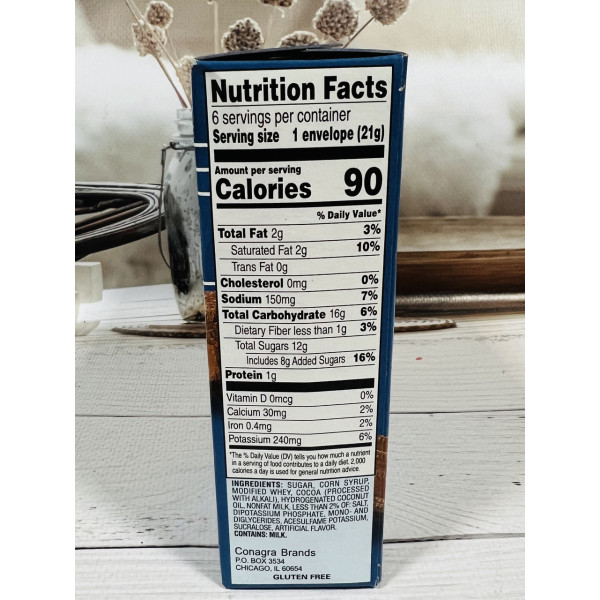 Nutrition Facts
6 servings per container
Serving size 1 envelope (21g)
Amount per serving
Calories 90
% Daily Value*
Total Fat 2g 3%
Saturated Fat 2g 10%
Trans Fat 0g
Cholesterol 0mg 0%
Sodium 150mg 7%
Total Carbohydrate 16g 6%
Dietary Fiber less than 1g 3%
Total Sugars 12g
Includes 8g Added Sugars 16%
Protein 1g
Vitamin D 0mcg 0%
Calcium 30mg 2%
Iron 0.4mg 2%
Potassium 240mg 6%
*The % Daily Value (DV) tells you how much a nutrient
in a serving of food contributes to a daily diet. 2,000
calories a day is used for general nutrition advice.
INGREDIENTS: SUGAR, CORN SYRUP,
MODIFIED WHEY, COCOA (PROCESSED
WITH ALKALI), HYDROGENATED COCONUT
OIL, NONFAT MILK, LESS THAN 2% OF: SALT,
DIPOTASSIUM PHOSPHATE, MONO- AND
DIGLYCERIDES, ACESULFAME POTASSIUM,
SUCRALOSE, ARTIFICIAL FLAVOR.
CONTAINS: MILK.
Conagra Brands
P.O. BOX 3534
CHICAGO, IL 60654
GLUTEN FREE